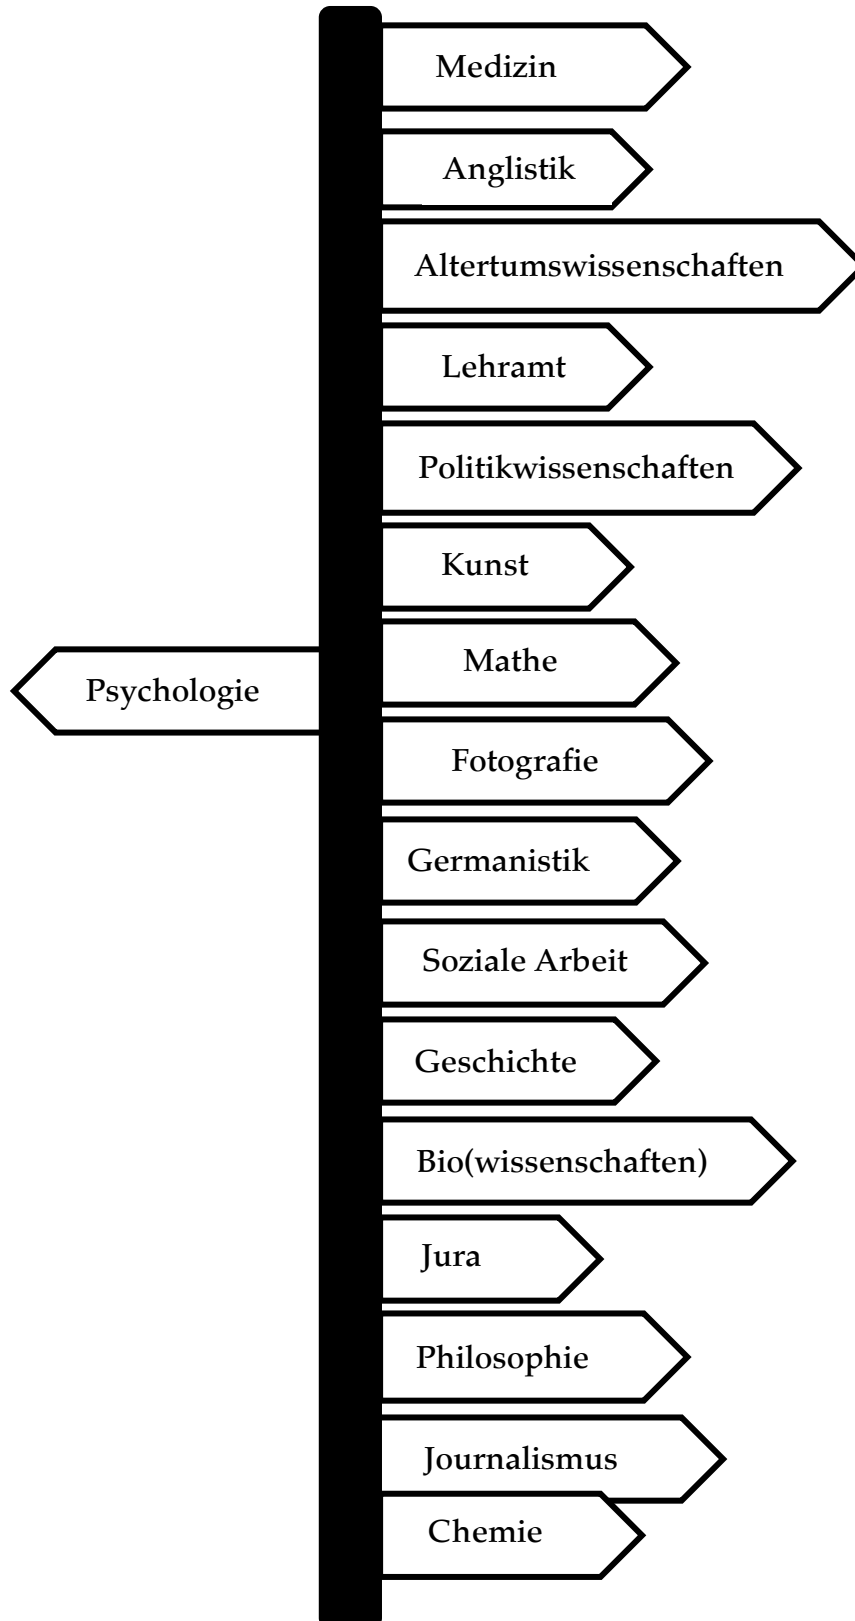 Medizin
Anglistik
Altertumswissenschaften
Lehramt
Politikwissenschaften
Kunst
Mathe
Psychologie
Fotografie
Germanistik
Soziale Arbeit
Geschichte
Bio(wissenschaften)
Jura
Philosophie
Journalismus
Chemie